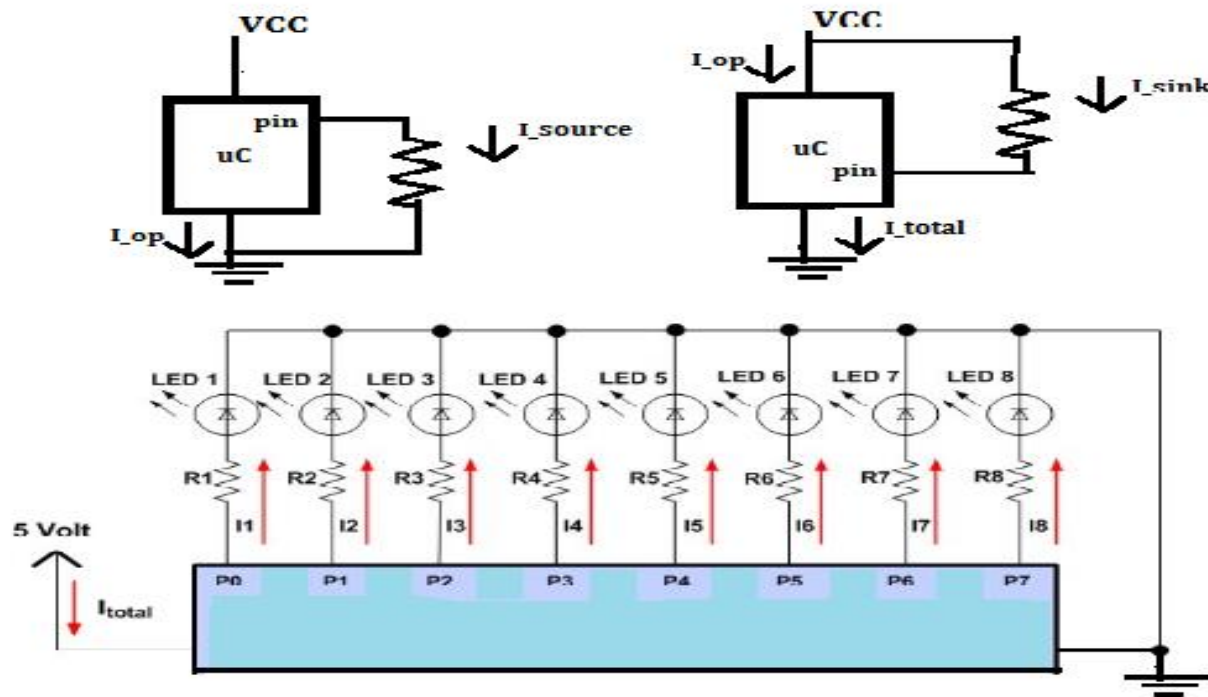 VCC
pin
uC
I_source
I_op
VCC
I_op
I_sink
uC
pin
I_total
LED 1 LED 2 LED 3 LED 4 LED 5 LED 6 LED 7 LED 8
R1 R2 R3 R4 R5 R6 R7 R8
5 Volt I1 I2 I3 I4 I5 I6 I7 I8
P0 P1 P2 P3 P4 P5 P6 P7
Itotal